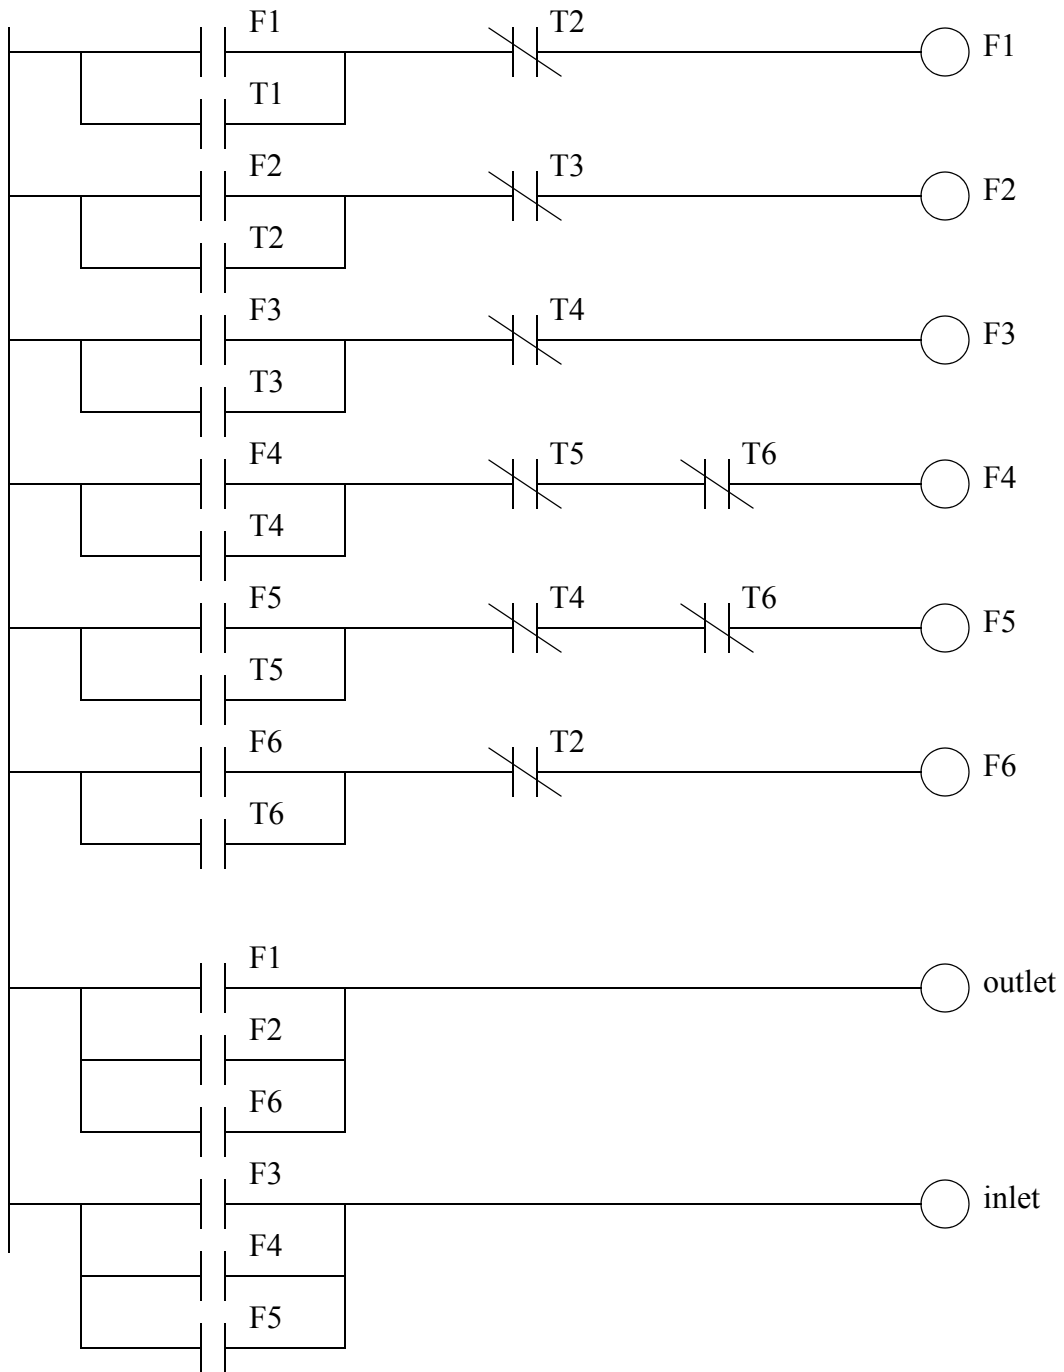 F1 T2 F1
T1
F2 T3 F2
T2
F3 T4 F3
T3
F4 T5 T6 F4
T4
F5 T4 T6 F5
T5
F6 T2 F6
T6
F1 outlet
F2
F6
F3 inlet
F4
F5